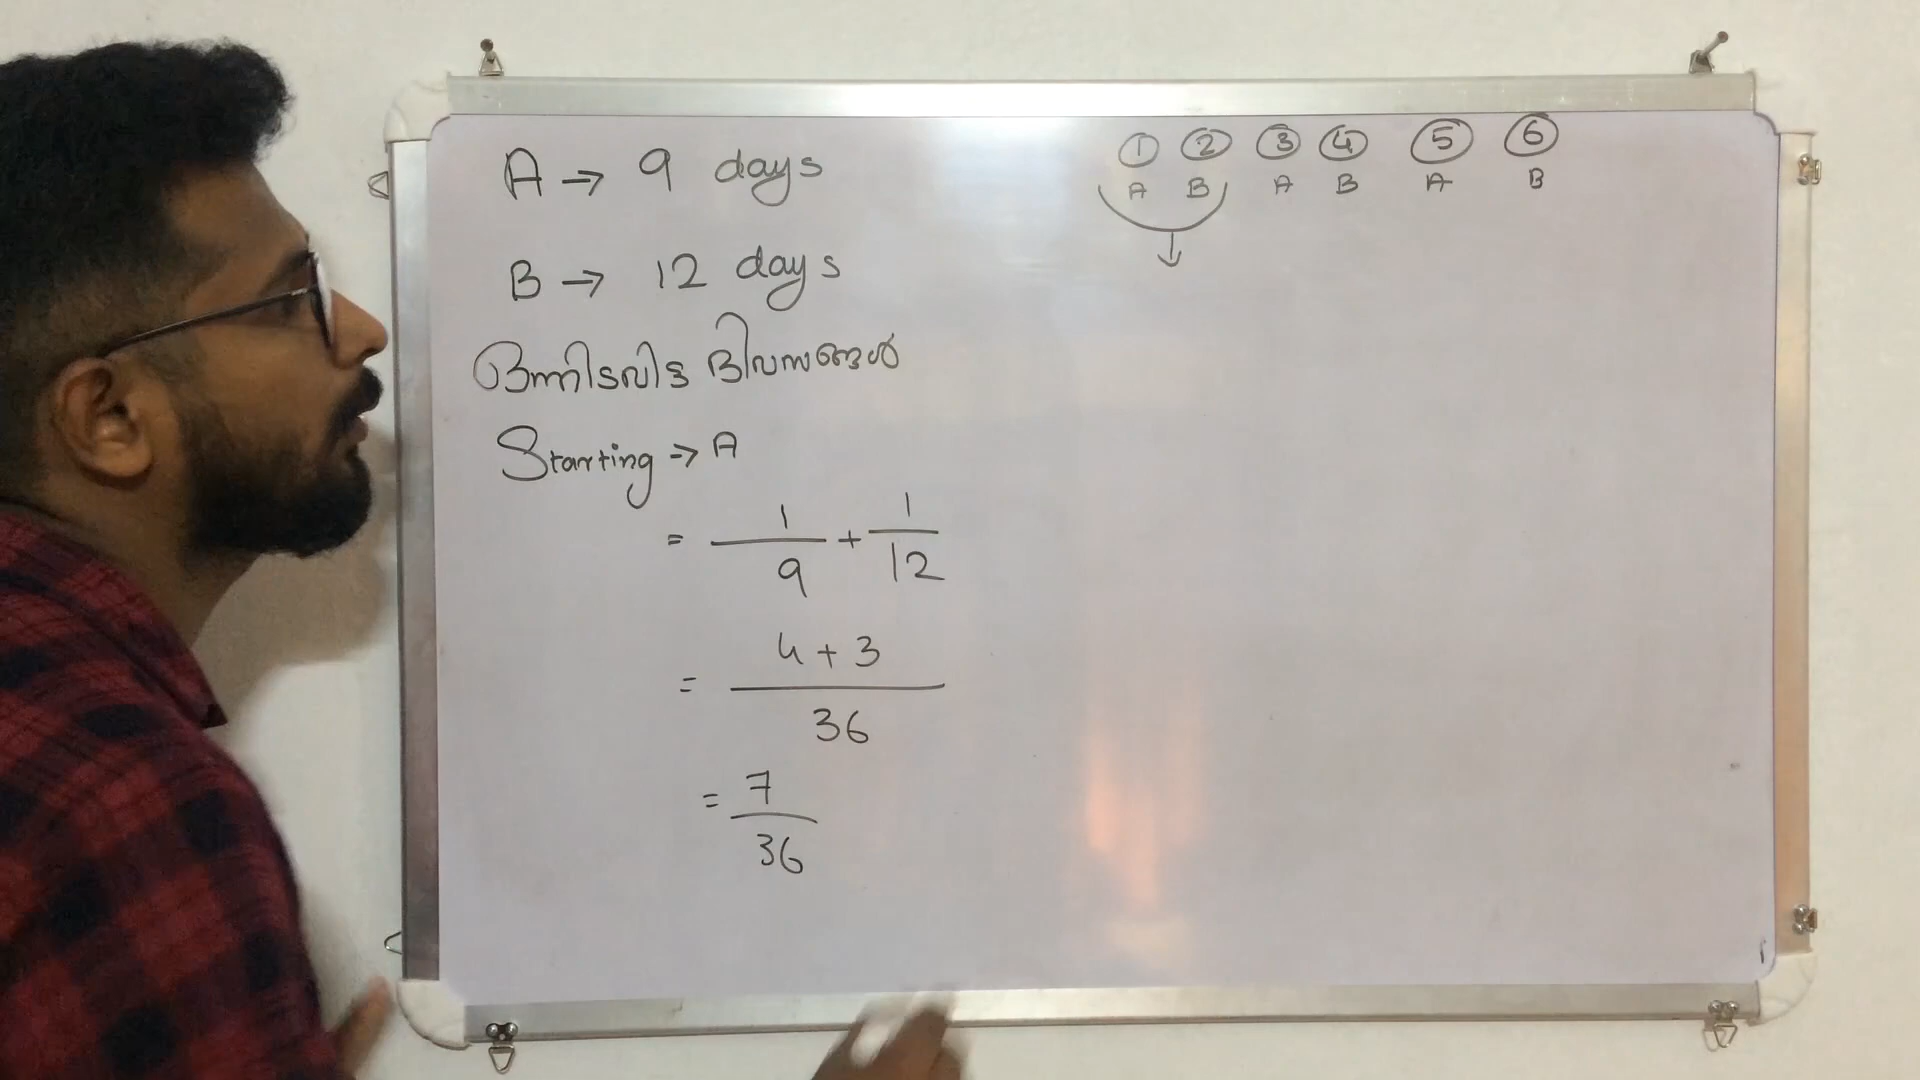 A → 9 days
B → 12 days
ഒന്നിടവിട്ട ദിവസങ്ങൾ
Starting → A
= 1/9 + 1/12
= 4 + 3 / 36
= 7/36
1 2 3 4 5 6
A B A B A B
↓